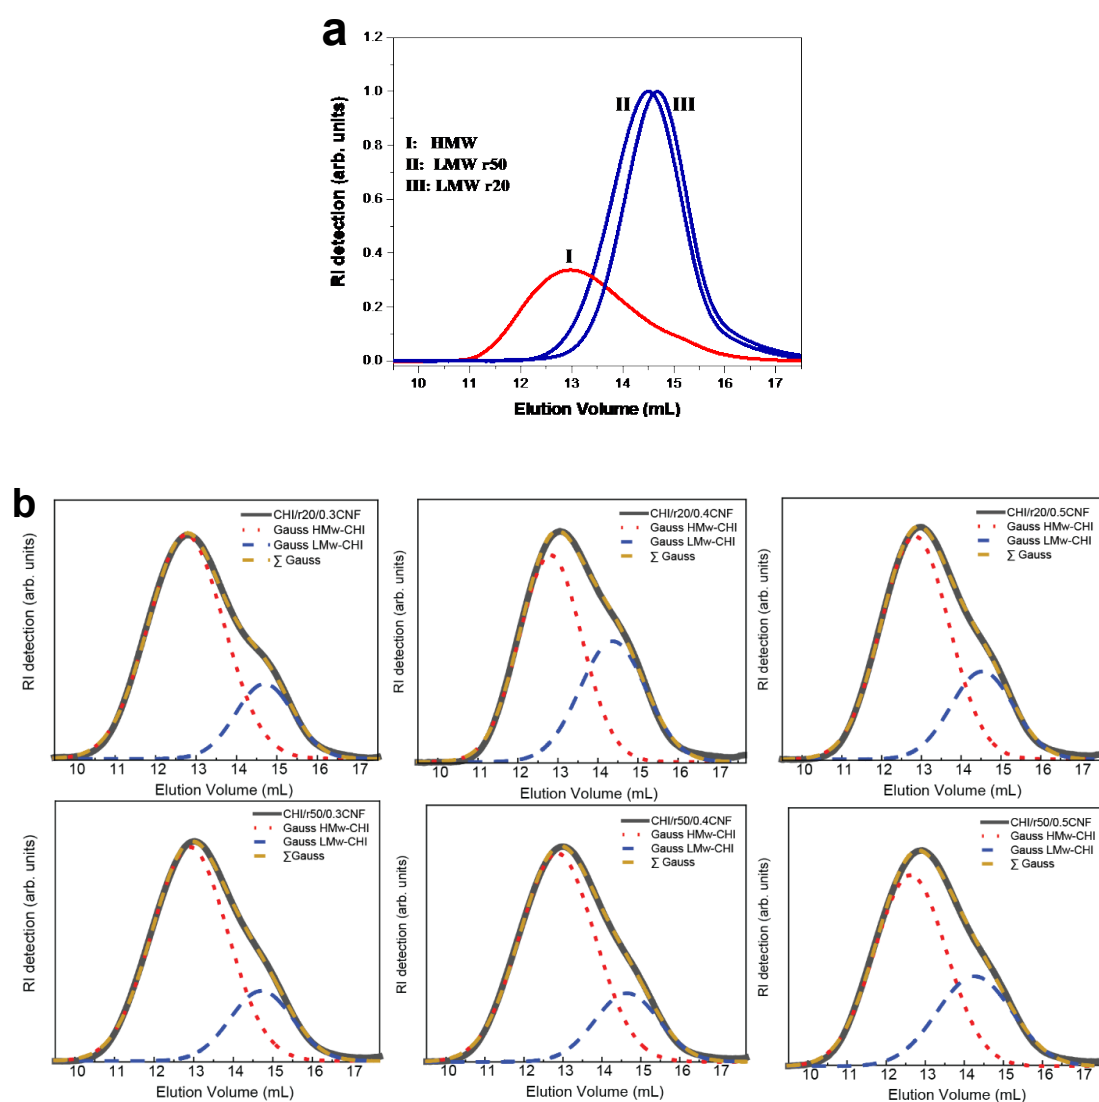 a
1.2
1.0
0.8
0.6
0.4
0.2
0.0
RI detection (arb. units)
I: HMW
II: LMW r50
III: LMW r20
I
II
III
10 11 12 13 14 15 16 17
Elution Volume (mL)
b
RI detection (arb. units)
CHI/r20/0.3CNF
Gauss HMw-CHI
Gauss LMw-CHI
∑ Gauss
10 11 12 13 14 15 16 17
Elution Volume (mL)
RI detection (arb. units)
CHI/r20/0.4CNF
Gauss HMw-CHI
Gauss LMw-CHI
∑ Gauss
10 11 12 13 14 15 16 17
Elution Volume (mL)
RI detection (arb. units)
CHI/r20/0.5CNF
Gauss HMw-CHI
Gauss LMw-CHI
∑ Gauss
10 11 12 13 14 15 16 17
Elution Volume (mL)
RI detection (arb. units)
CHI/r50/0.3CNF
Gauss HMw-CHI
Gauss LMw-CHI
∑Gauss
10 11 12 13 14 15 16 17
Elution Volume (mL)
RI detection (arb. units)
CHI/r50/0.4CNF
Gauss HMw-CHI
Gauss LMw-CHI
∑ Gauss
10 11 12 13 14 15 16 17
Elution Volume (mL)
RI detection (arb. units)
CHI/r50/0.5CNF
Gauss HMw-CHI
Gauss LMw-CHI
∑ Gauss
10 11 12 13 14 15 16 17
Elution Volume (mL)